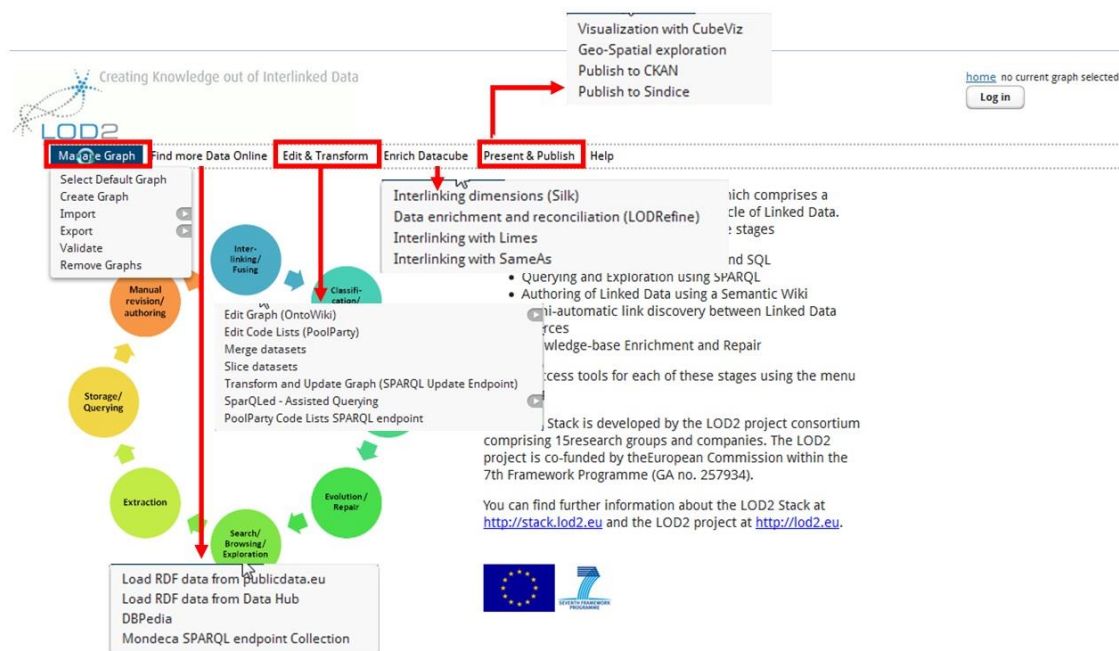 Visualization with CubeViz
Geo-Spatial exploration
Publish to CKAN
Publish to Sindice
Creating Knowledge out of Interlinked Data
LOD2
home no current graph selected
Log in
Manage Graph Find more Data Online Edit & Transform Enrich Datacube Present & Publish Help
Select Default Graph
Create Graph
Import
Export
Validate
Remove Graphs
Interlinking dimensions (Silk)
Data enrichment and reconciliation (LODRefine)
Interlinking with Limes
Interlinking with SameAs
comprises a
of Linked Data.
stages
SQL
• Querying and Exploration using SPARQL
• Authoring of Linked Data using a Semantic Wiki
automatic link discovery between Linked Data
Enrichment and Repair
tools for each of these stages using the menu
Stack is developed by the LOD2 project consortium
comprising 15research groups and companies. The LOD2
project is co-funded by theEuropean Commission within the
7th Framework Programme (GA no. 257934).
You can find further information about the LOD2 Stack at
http://stack.lod2.eu and the LOD2 project at http://lod2.eu.
Inter-
linking/
Fusing
Classifi-
cation/
Manual
revision/
authoring
Edit Graph (OntoWiki)
Edit Code Lists (PoolParty)
Merge datasets
Slice datasets
Transform and Update Graph (SPARQL Update Endpoint)
SparQLed - Assisted Querying
PoolParty Code Lists SPARQL endpoint
Storage/
Querying
Extraction
Evolution/
Repair
Search/
Browsing/
Exploration
Load RDF data from publicdata.eu
Load RDF data from Data Hub
DBPedia
Mondeca SPARQL endpoint Collection
SEVENTH FRAMEWORK
PROGRAMME